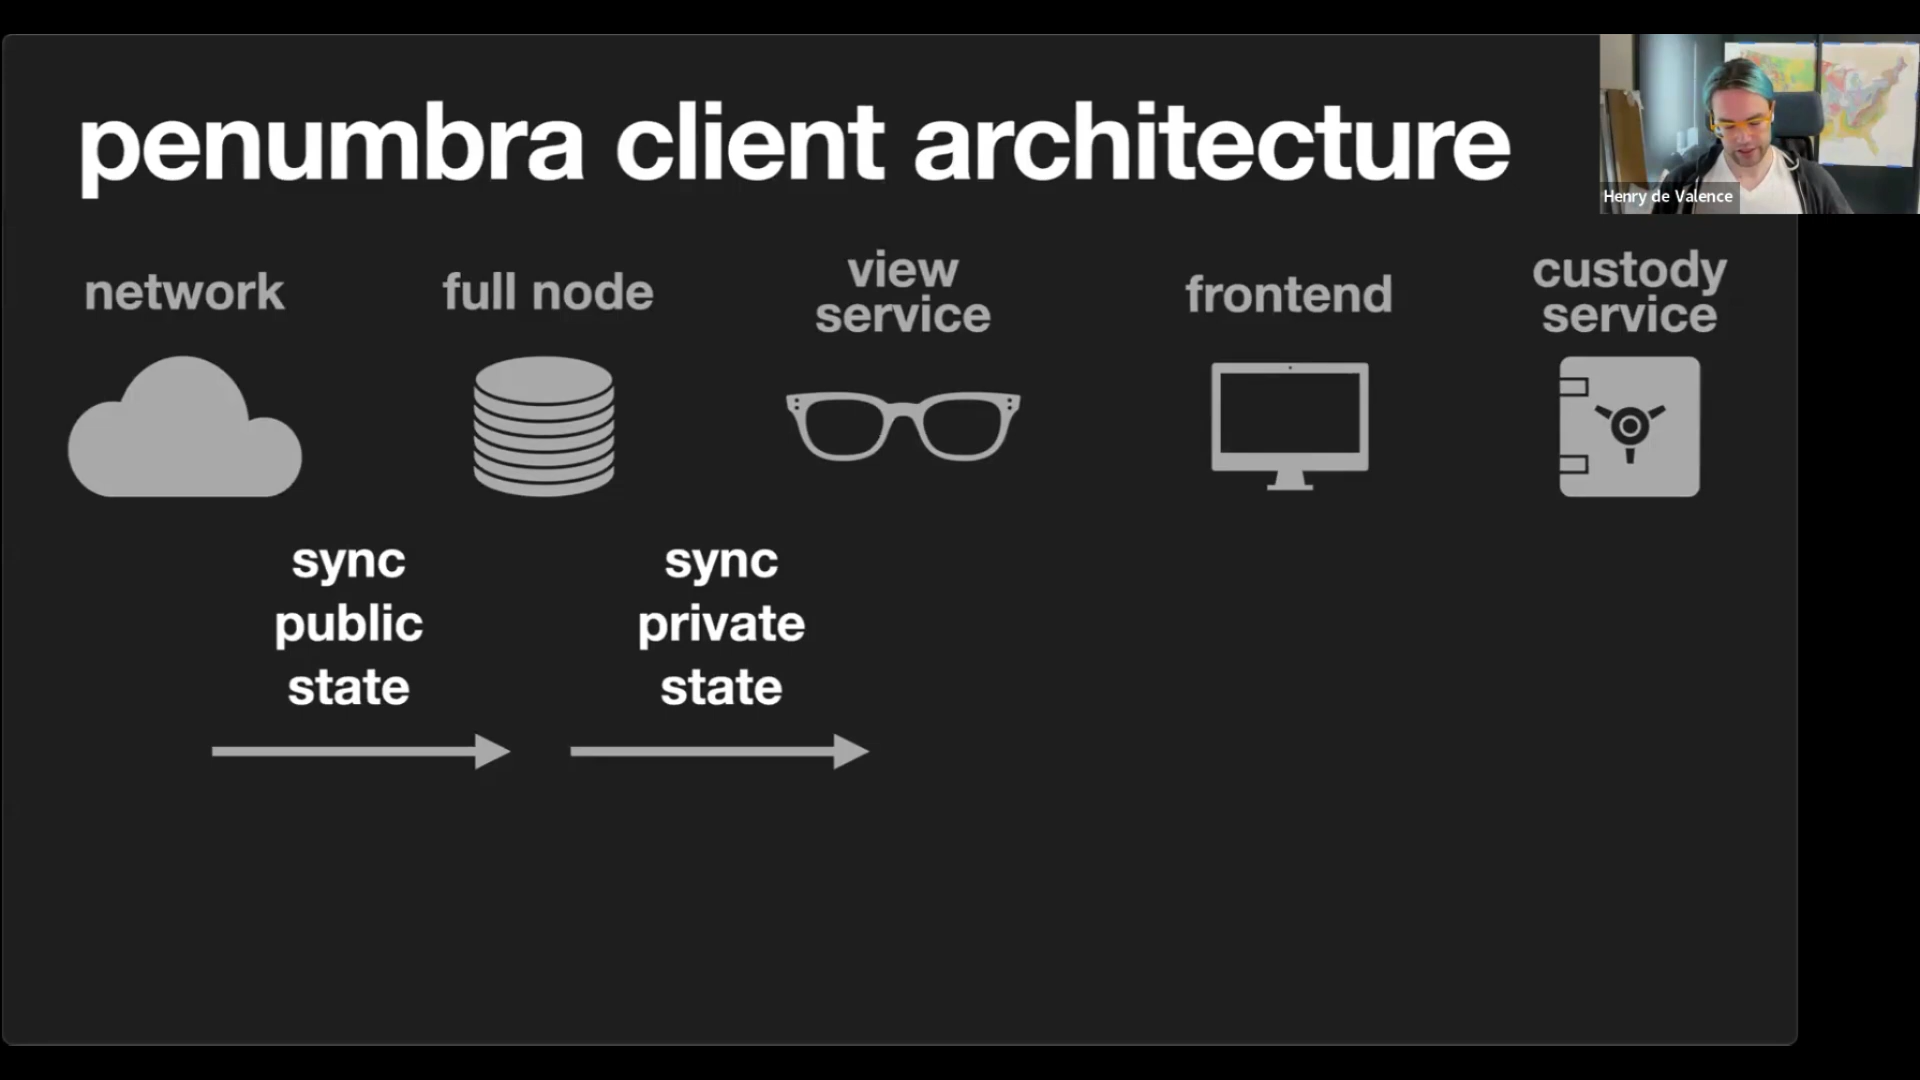 penumbra client architecture
Henry de Valence
network
full node
view
service
frontend
custody
service
sync
public
state
sync
private
state